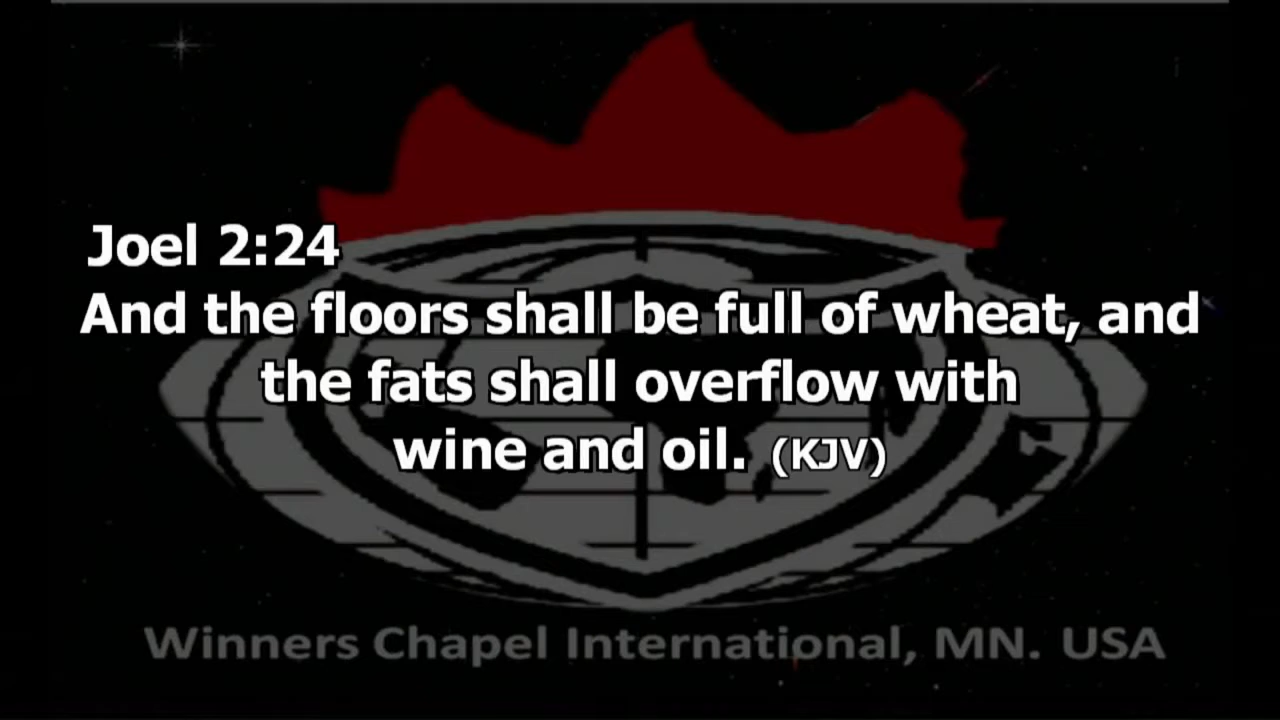 Joel 2:24
And the floors shall be full of wheat, and
the fats shall overflow with
wine and oil. (KJV)
Winners Chapel International, MN. USA